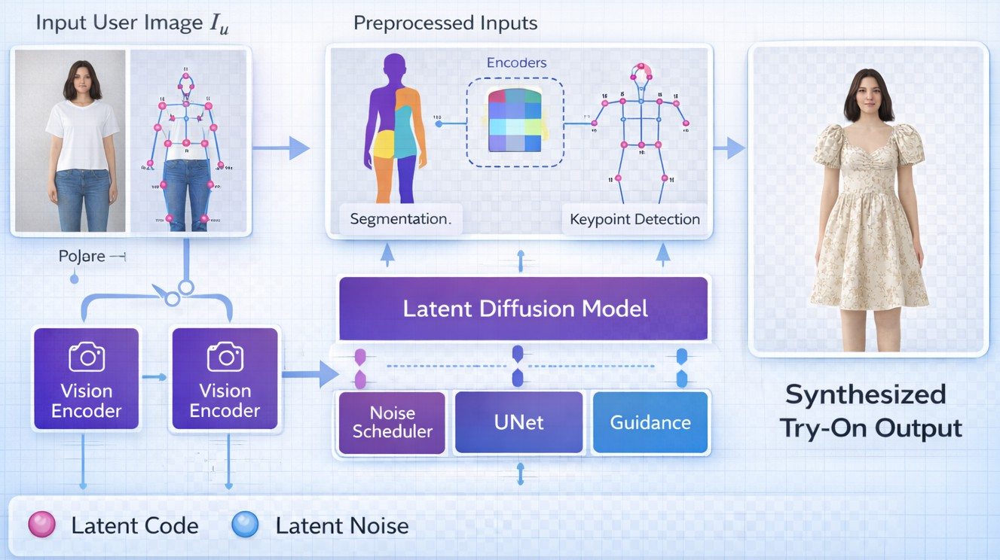 Input User Image Iu
Preprocessed Inputs
Encoders
Segmentation.
Keypoint Detection
PoJare
Latent Diffusion Model
Vision
Encoder
Vision
Encoder
Noise
Scheduler
UNet
Guidance
Synthesized
Try-On Output
Latent Code
Latent Noise